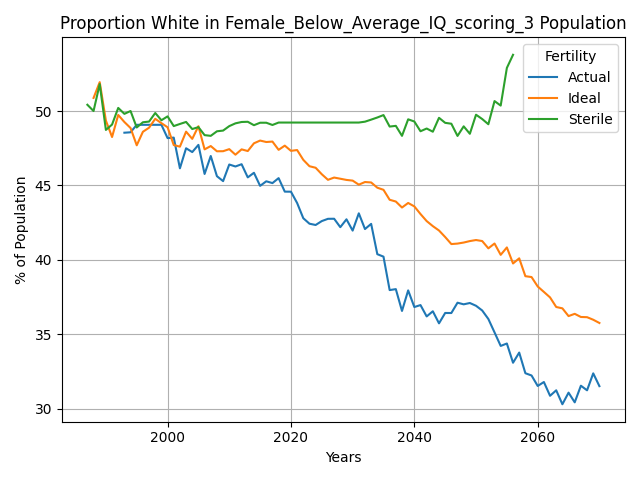 Proportion White in Female_Below_Average_IQ_scoring_3 Population
Fertility
Actual
Ideal
Sterile
% of Population
50
45
40
35
30
2000
2020
2040
2060
Years